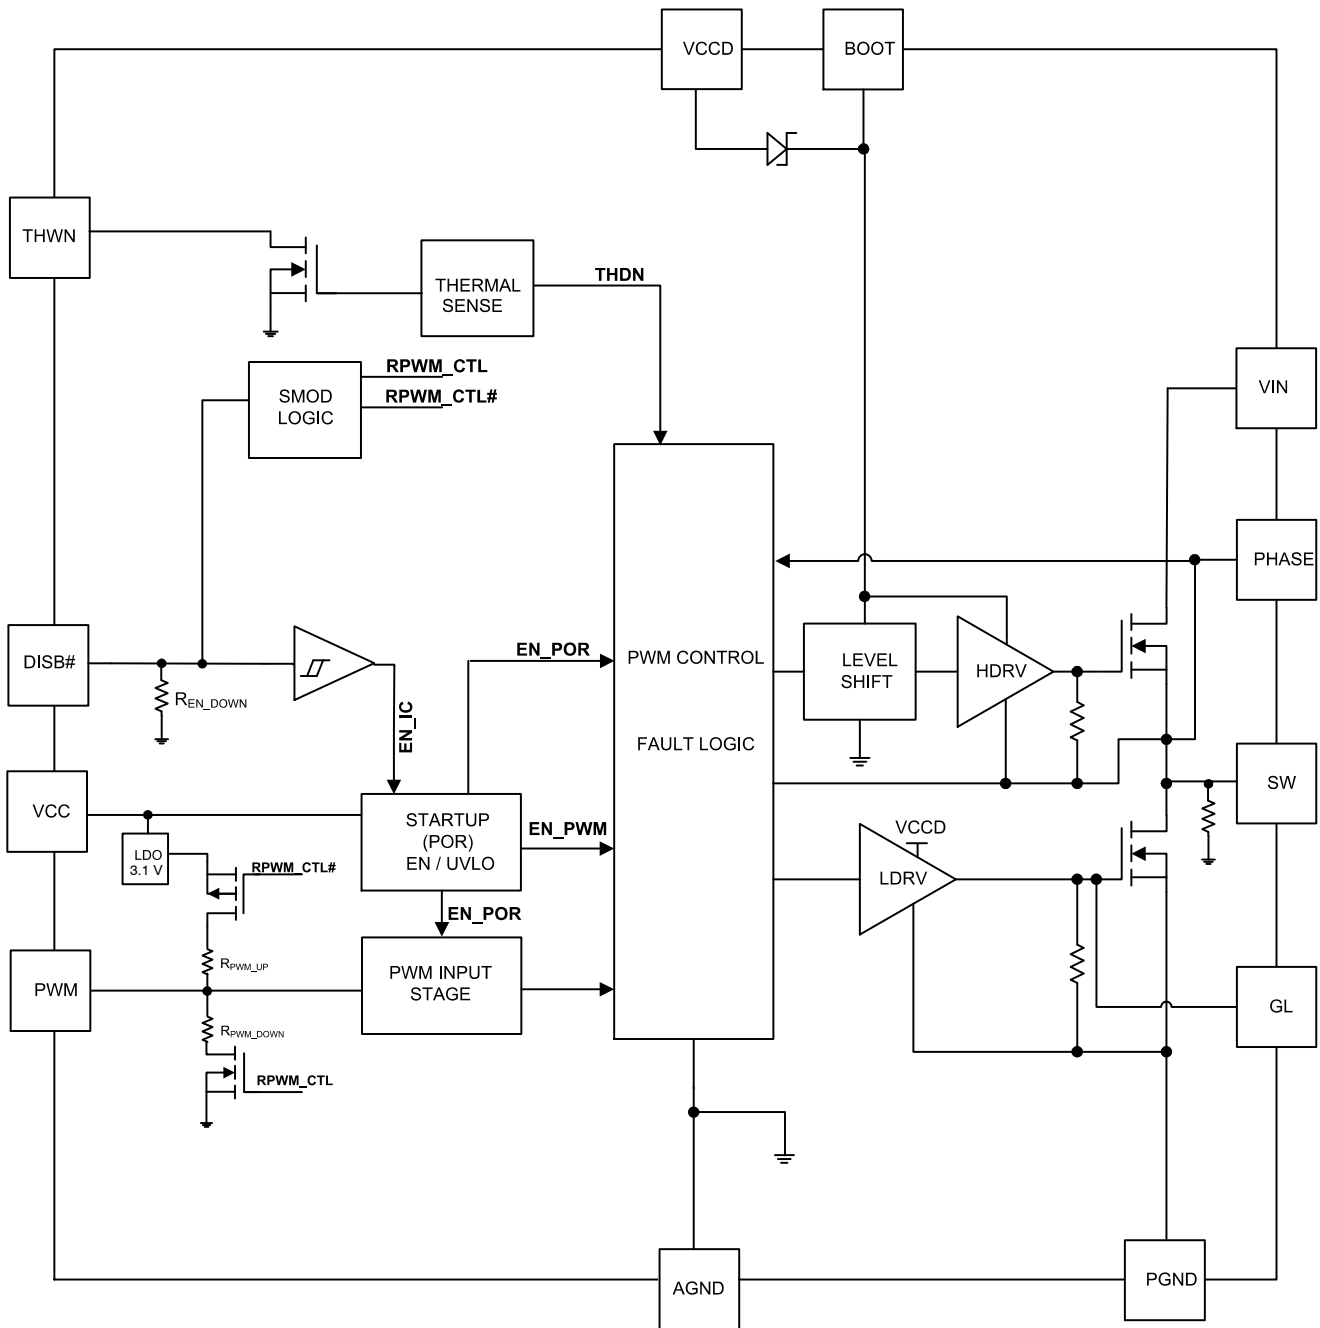 VCCD
BOOT
THWN
THERMAL
SENSE
THDN
RPWM_CTL
RPWM_CTL#
SMOD
LOGIC
VIN
PHASE
DISB#
REN_DOWN
EN_IC
EN_POR
PWM CONTROL
FAULT LOGIC
LEVEL
SHIFT
HDRV
SW
VCC
LDO
3.1 V
RPWM_CTL#
STARTUP
(POR)
EN / UVLO
EN_PWM
VCCD
LDRV
EN_POR
PWM
RPWM_UP
PWM INPUT
STAGE
GL
RPWM_DOWN
RPWM_CTL
AGND
PGND